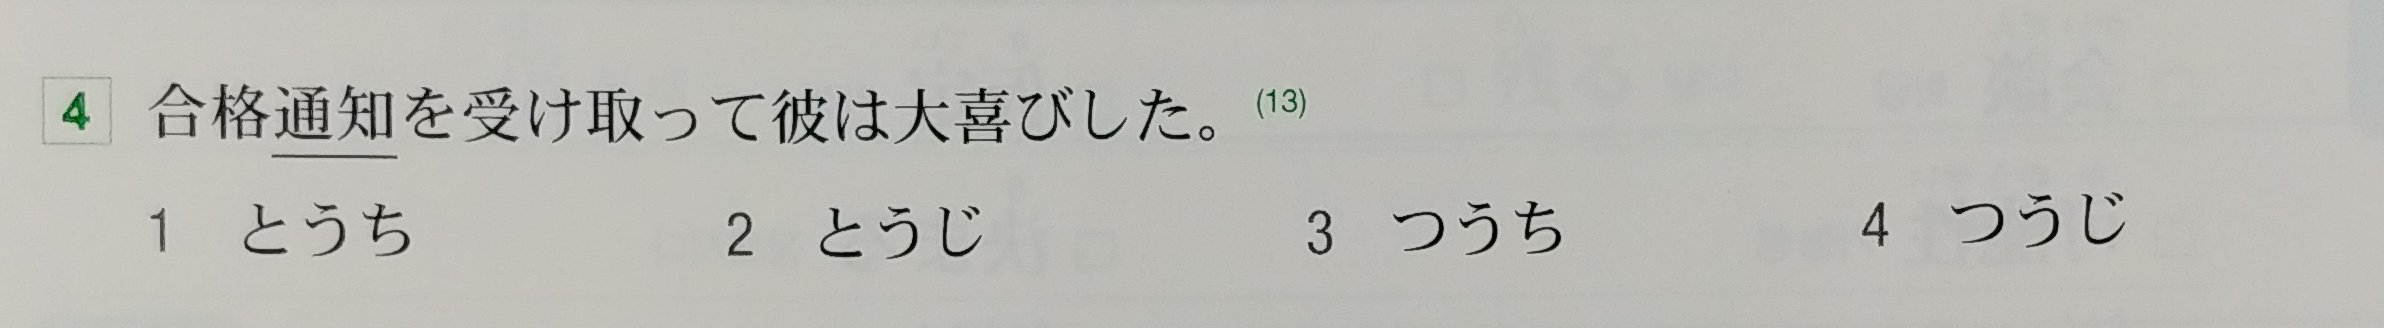 4 合格通知を受け取って彼は大喜びした。(13)
1 とうち 2 とうじ 3 つうち 4 つうじ